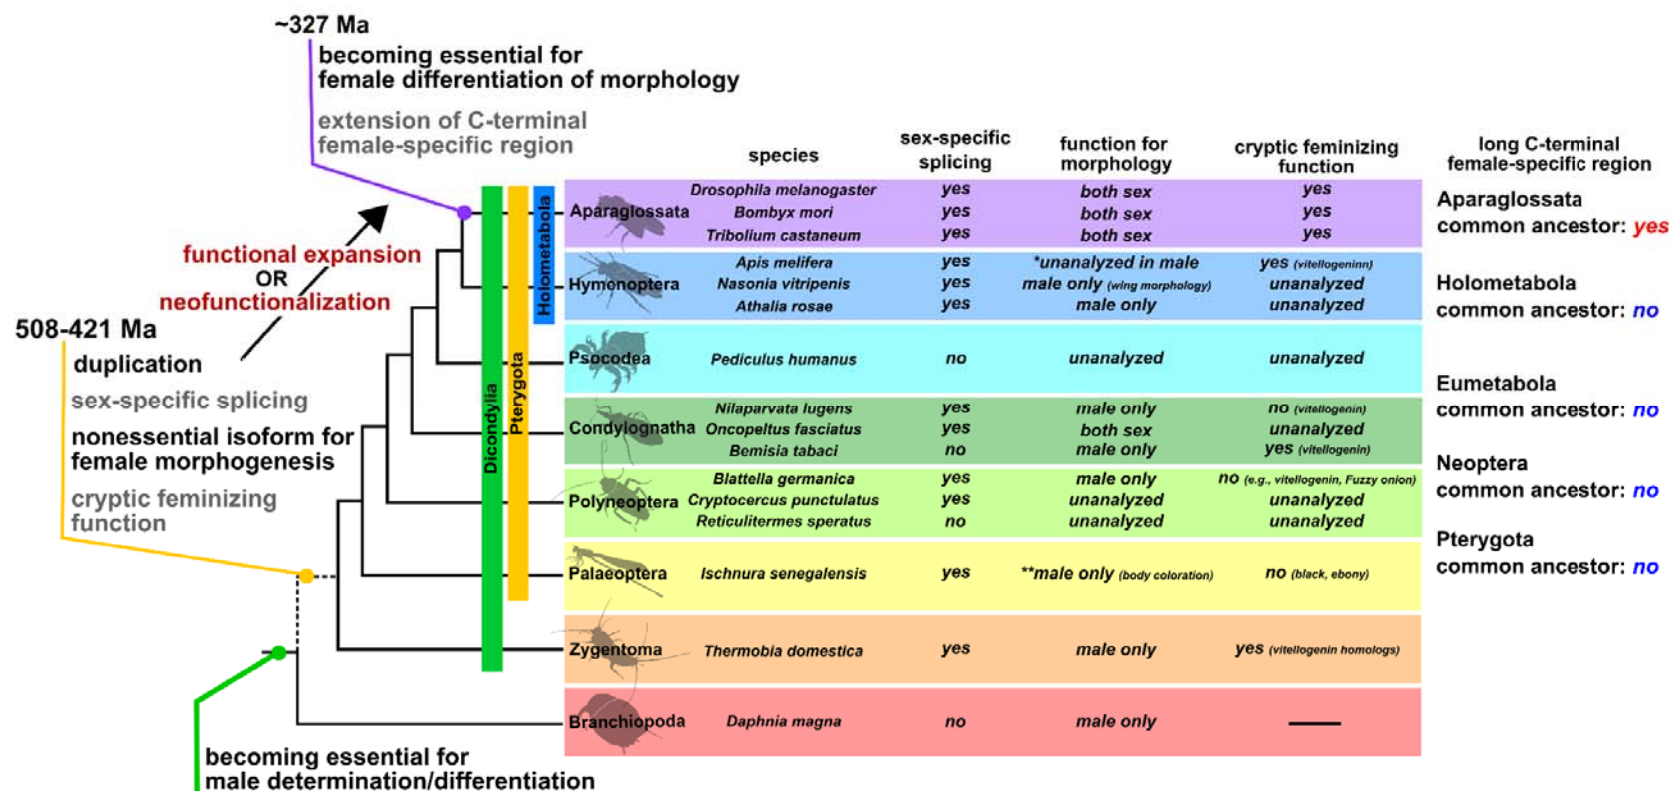 ~327 Ma
becoming essential for
female differentiation of morphology
extension of C-terminal
female-specific region
functional expansion
OR
neofunctionalization
508-421 Ma
duplication
sex-specific splicing
nonessential isoform for
female morphogenesis
cryptic feminizing
function
becoming essential for
male determination/differentiation
Dicondylia
Pterygota
Holometabola
species
sex-specific
splicing
function for
morphology
cryptic feminizing
function
long C-terminal
female-specific region
Aparaglossata
Drosophila melanogaster yes both sex yes
Bombyx mori yes both sex yes
Tribolium castaneum yes both sex yes
Hymenoptera
Apis melifera yes *unanalyzed in male yes (vitellogeninn)
Nasonia vitripenis yes male only (wing morphology) unanalyzed
Athalia rosae yes male only unanalyzed
Psocodea
Pediculus humanus no unanalyzed unanalyzed
Condylognatha
Nilaparvata lugens yes male only no (vitellogenin)
Oncopeltus fasciatus yes both sex unanalyzed
Bemisia tabaci no male only yes (vitellogenin)
Polyneoptera
Blattella germanica yes male only no (e.g., vitellogenin, Fuzzy onion)
Cryptocercus punctulatus yes unanalyzed unanalyzed
Reticulitermes speratus no unanalyzed unanalyzed
Palaeoptera
Ischnura senegalensis yes **male only (body coloration) no (black, ebony)
Zygentoma
Thermobia domestica yes male only yes (vitellogenin homologs)
Branchiopoda
Daphnia magna no male only —
Aparaglossata
common ancestor: yes
Holometabola
common ancestor: no
Eumetabola
common ancestor: no
Neoptera
common ancestor: no
Pterygota
common ancestor: no